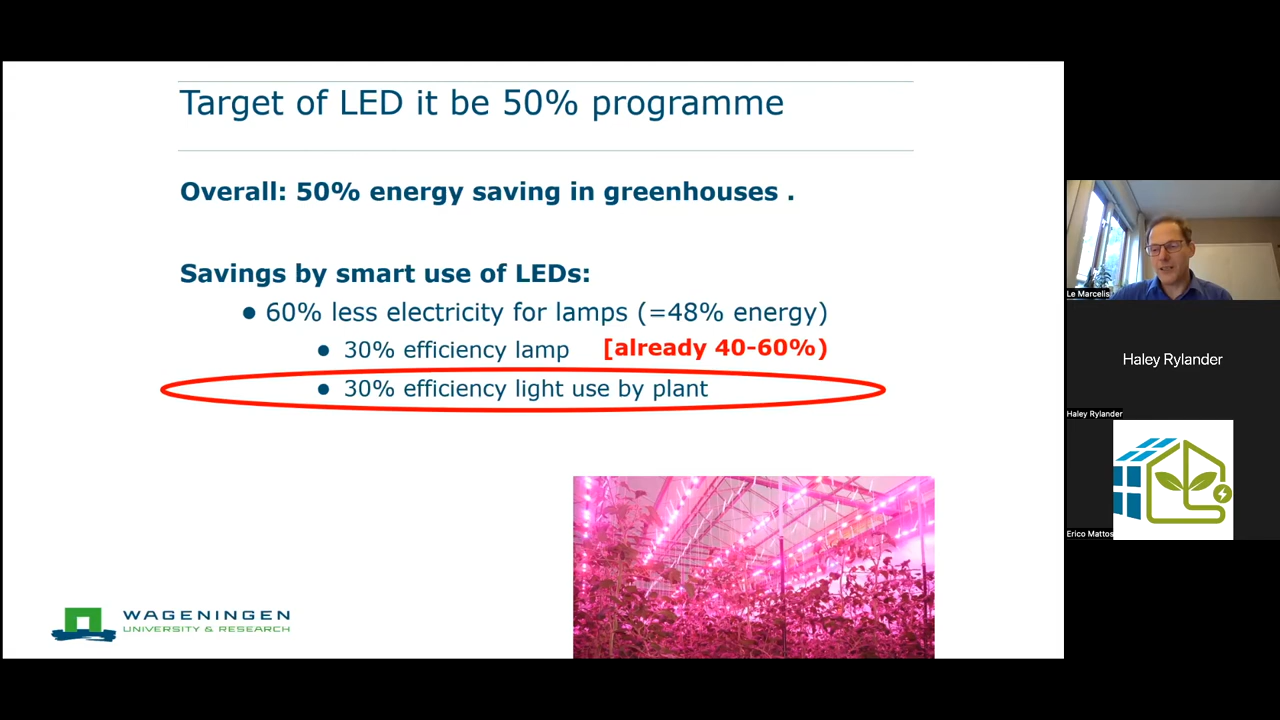 Target of LED it be 50% programme
Overall: 50% energy saving in greenhouses .
Savings by smart use of LEDs:
● 60% less electricity for lamps (=48% energy)
● 30% efficiency lamp [already 40-60%)
● 30% efficiency light use by plant
WAGENINGEN
UNIVERSITY & RESEARCH
Le Marcelis
Haley Rylander
Haley Rylander
Erico Mattos